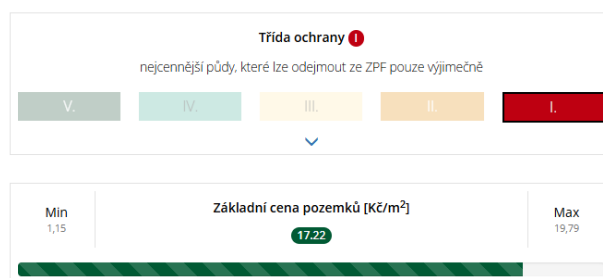 Třída ochrany I
nejcennější půdy, které lze odejmout ze ZPF pouze výjimečně
V. IV. III. II. I.
Min Základní cena pozemků [Kč/m²] Max
1,15 17.22 19,79